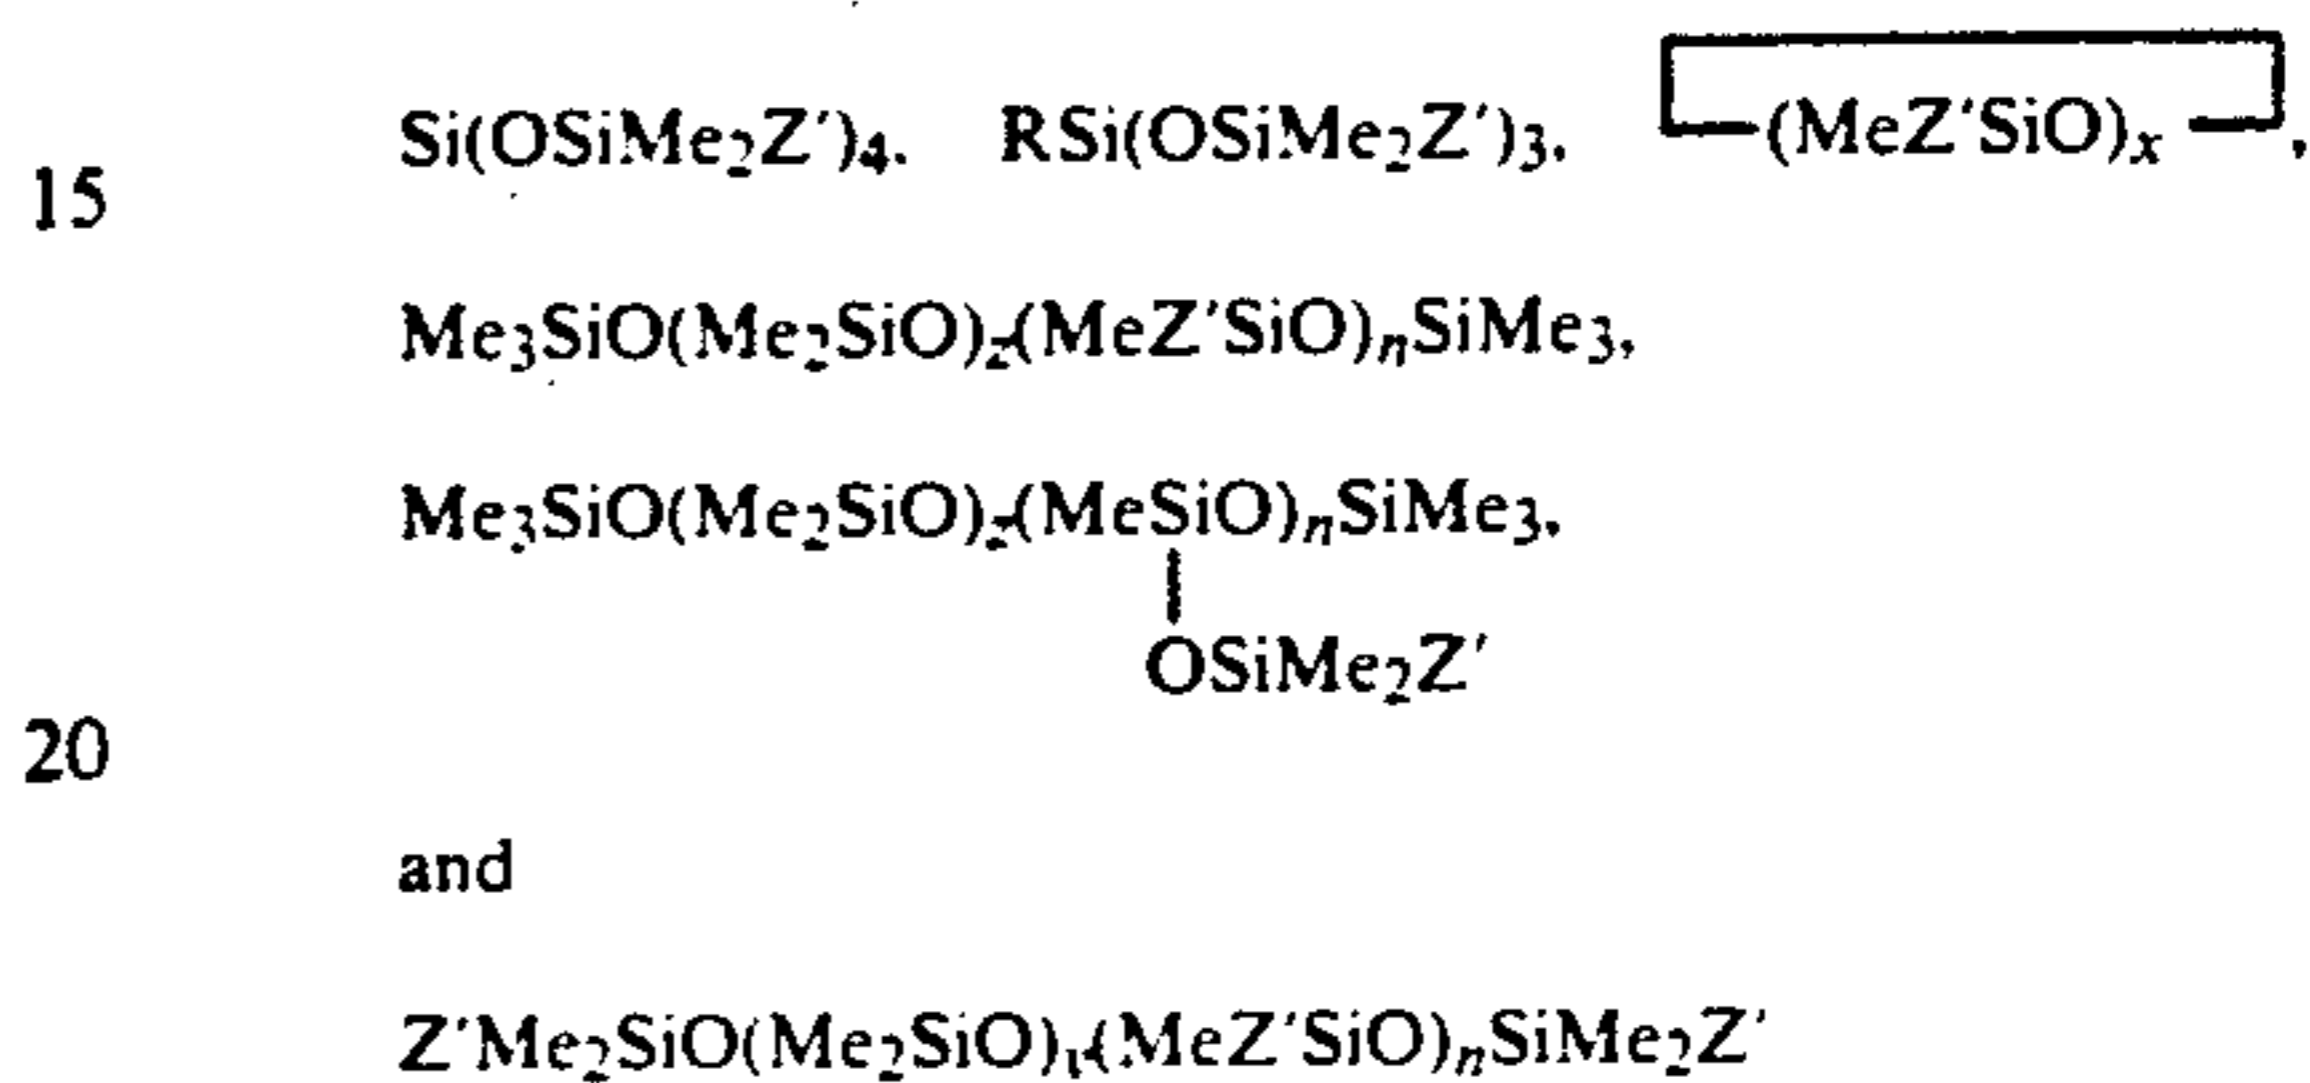 Si(OSiMe2Z')4. RSi(OSiMe2Z')3. (MeZ'SiO)x ,
15
Me3SiO(Me2SiO)z(MeZ'SiO)nSiMe3,
Me3SiO(Me2SiO)z(MeSiO)nSiMe3,
OSiMe2Z'
20
and
Z'Me2SiO(Me2SiO)(MeZ'SiO)nSiMe2Z'